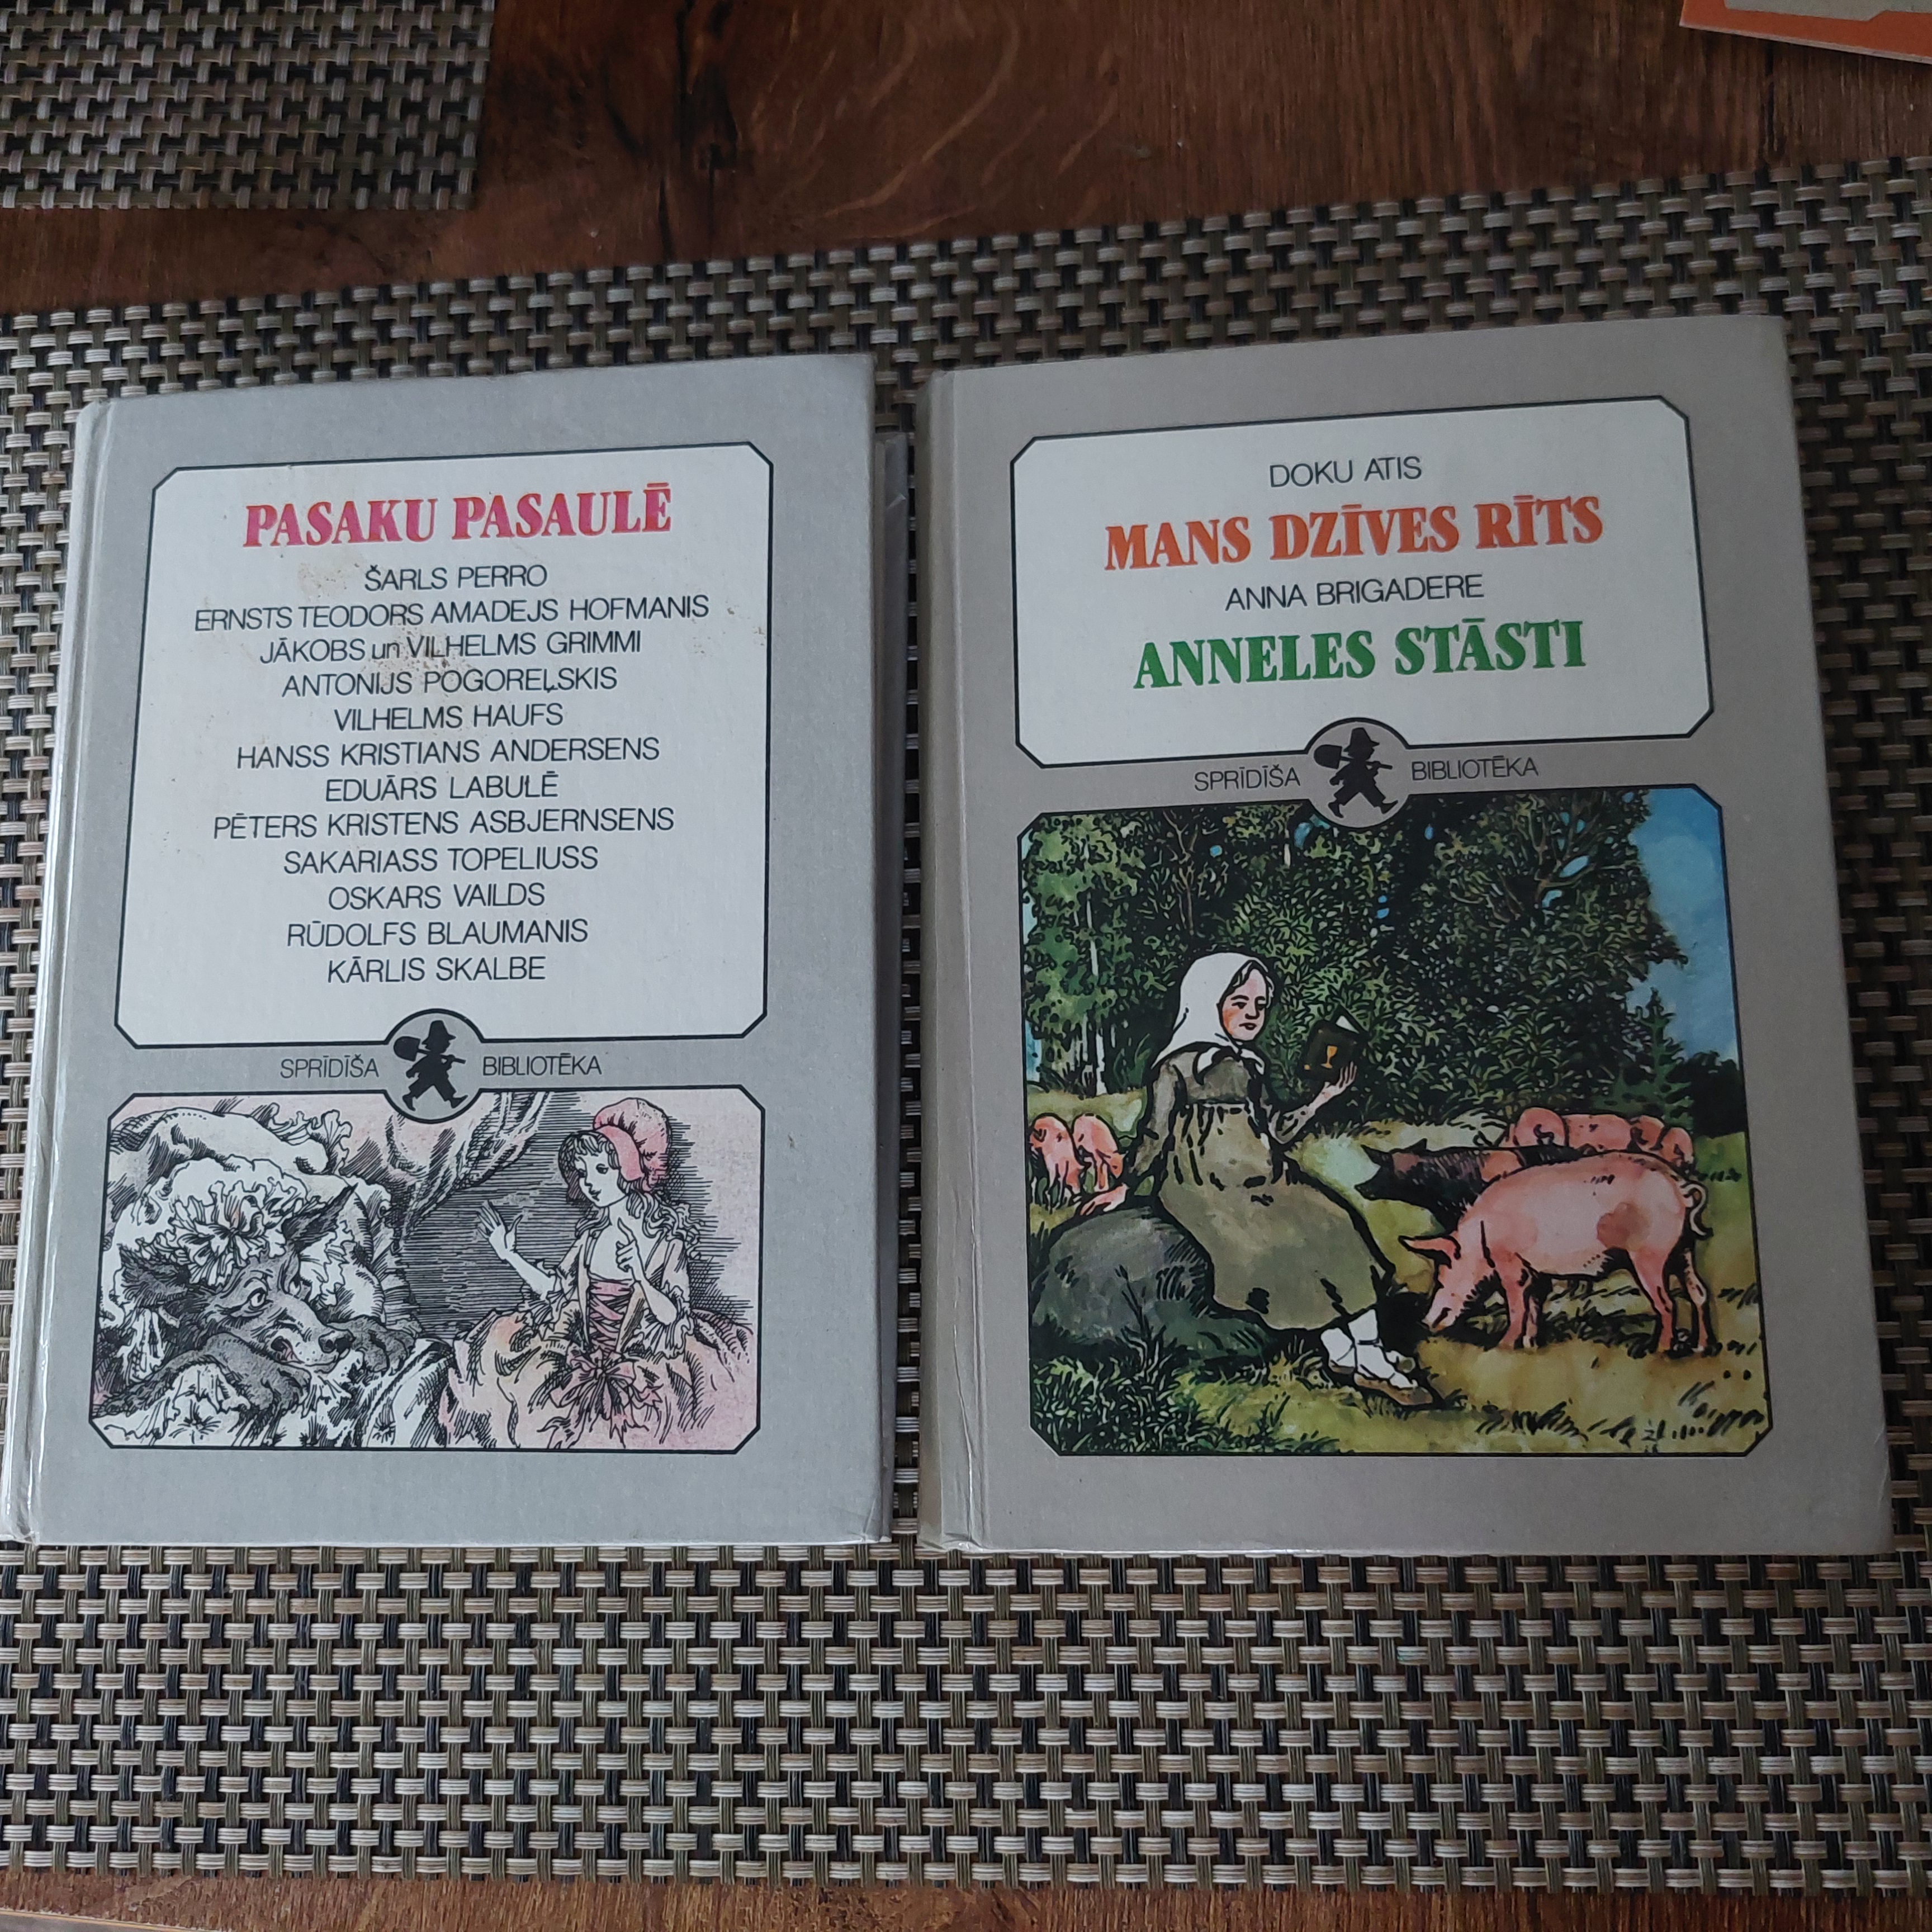 PASAKU PASAULĒ
ŠARLS PERRO
ERNSTS TEODORS AMADEJS HOFMANIS
JĀKOBS un VILHELMS GRIMMI
ANTONIJS POGOREĻSKIS
VILHELMS HAUFS
HANSS KRISTIANS ANDERSENS
EDUĀRS LABULĒ
PĒTERS KRISTENS ASBJERNSENS
SAKARIASS TOPELIUSS
OSKARS VAILDS
RŪDOLFS BLAUMANIS
KĀRLIS SKALBE
SPRĪDĪŠA BIBLIOTĒKA
DOKU ATIS
MANS DZĪVES RĪTS
ANNA BRIGADERE
ANNELES STĀSTI
SPRĪDĪŠA BIBLIOTĒKA